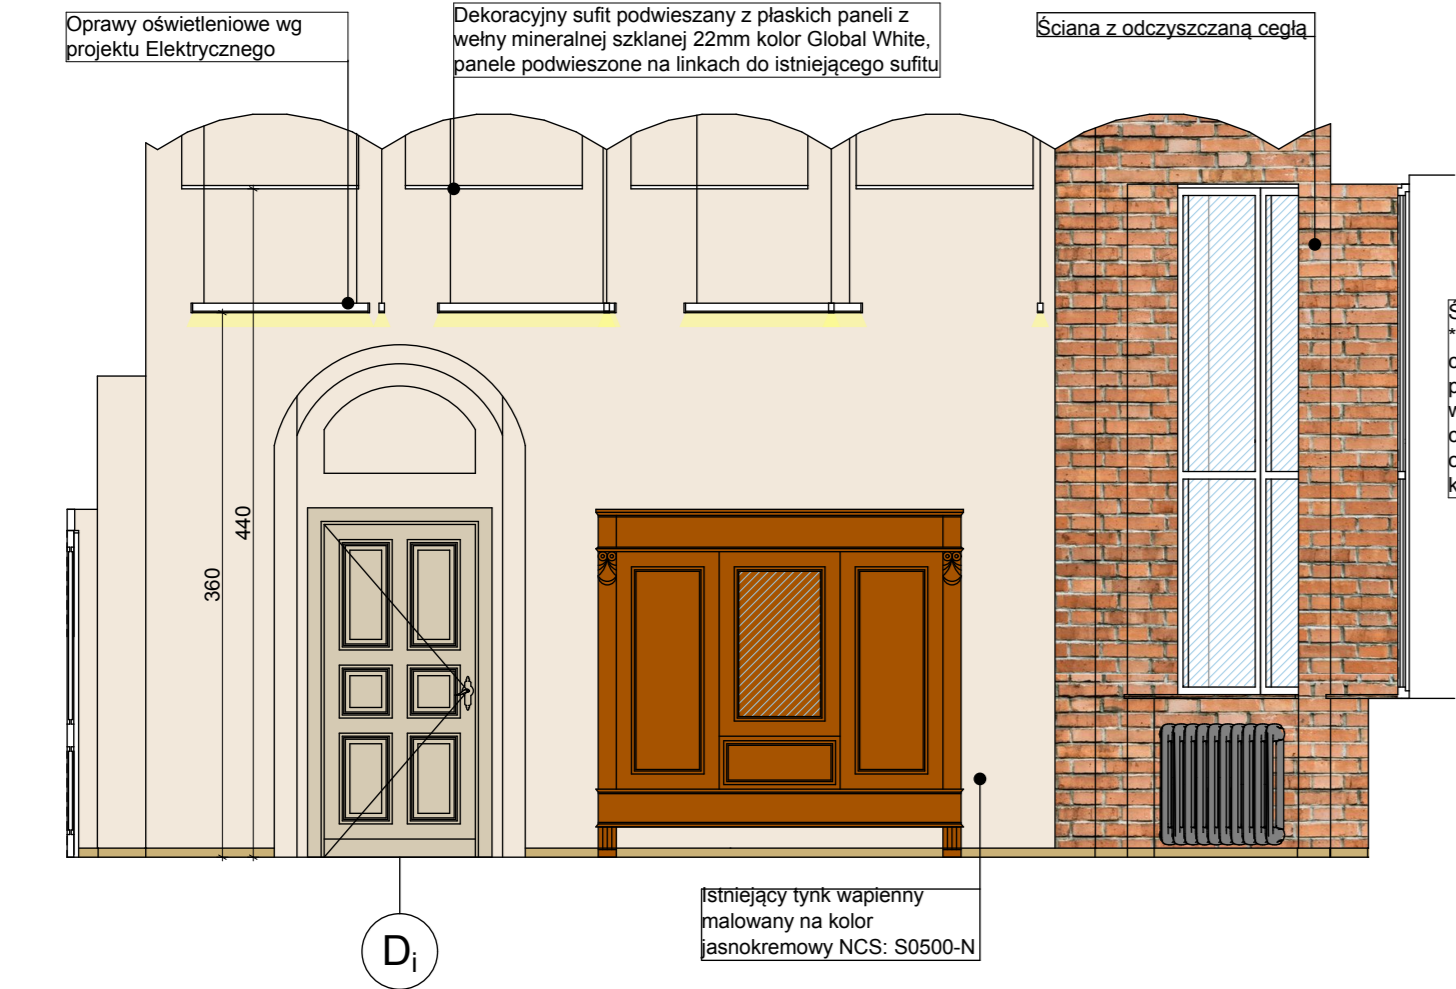 Oprawy oświetleniowe wg
projektu Elektrycznego
Dekoracyjny sufit podwieszany z płaskich paneli z
wełny mineralnej szklanej 22mm kolor Global White,
panele podwieszone na linkach do istniejącego sufitu
Ściana z odczyszczaną cegłą
440
360
Istniejący tynk wapienny
malowany na kolor
jasnokremowy NCS: S0500-N
Di